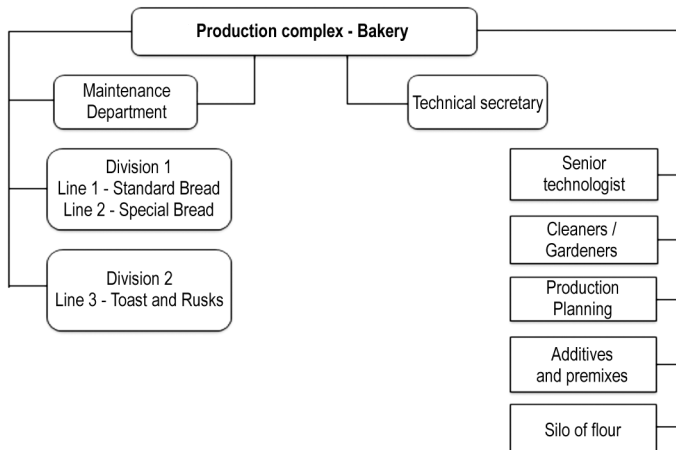 Production complex - Bakery
Maintenance
Department
Technical secretary
Division 1
Line 1 - Standard Bread
Line 2 - Special Bread
Division 2
Line 3 - Toast and Rusks
Senior
technologist
Cleaners /
Gardeners
Production
Planning
Additives
and premixes
Silo of flour